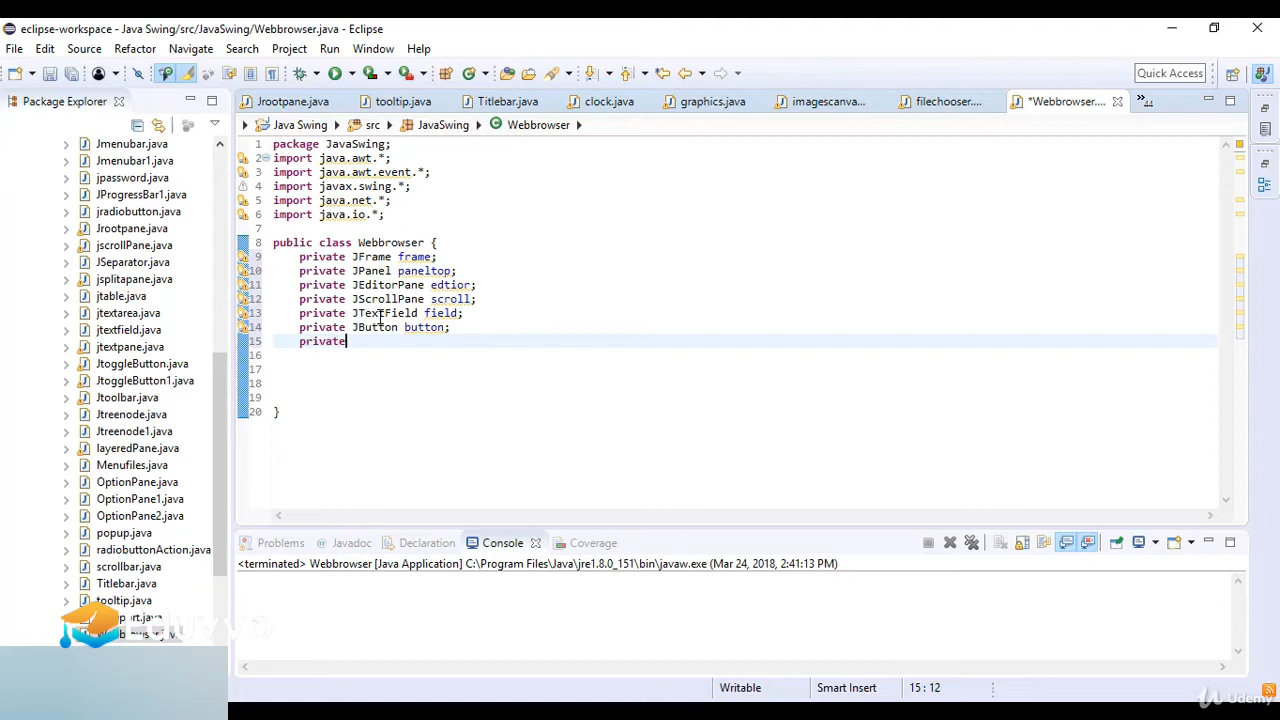 eclipse-workspace - Java Swing/src/JavaSwing/Webbrowser.java - Eclipse
File Edit Source Refactor Navigate Search Project Run Window Help
Quick Access
Package Explorer
Jrootpane.java tooltip.java Titlebar.java clock.java graphics.java imagescanva... filechooser.... *Webbrowser....
Java Swing src JavaSwing Webbrowser
Jmenubar.java
Jmenubar1.java
jpassword.java
JProgressBar1.java
jradiobutton.java
Jrootpane.java
jscrollPane.java
JSeparator.java
jsplitapane.java
jtable.java
jtextarea.java
jtextfield.java
jtextpane.java
JtoggleButton.java
JtoggleButton1.java
Jtoolbar.java
Jtreenode.java
Jtreenode1.java
layeredPane.java
Menufiles.java
OptionPane.java
OptionPane1.java
OptionPane2.java
popup.java
radiobuttonAction.java
scrollbar.java
Titlebar.java
tooltip.java
1 package JavaSwing;
2 import java.awt.*;
3 import java.awt.event.*;
4 import javax.swing.*;
5 import java.net.*;
6 import java.io.*;
7
8 public class Webbrowser {
9 private JFrame frame;
10 private JPanel paneltop;
11 private JEditorPane edtior;
12 private JScrollPane scroll;
13 private JTextField field;
14 private JButton button;
15 private
16
17
18
19
20 }
Problems Javadoc Declaration Console Coverage
<terminated> Webbrowser [Java Application] C:\Program Files\Java\jre1.8.0_151\bin\javaw.exe (Mar 24, 2018, 2:41:13 PM)
Writable Smart Insert 15 : 12
Eduvvo
Udemy